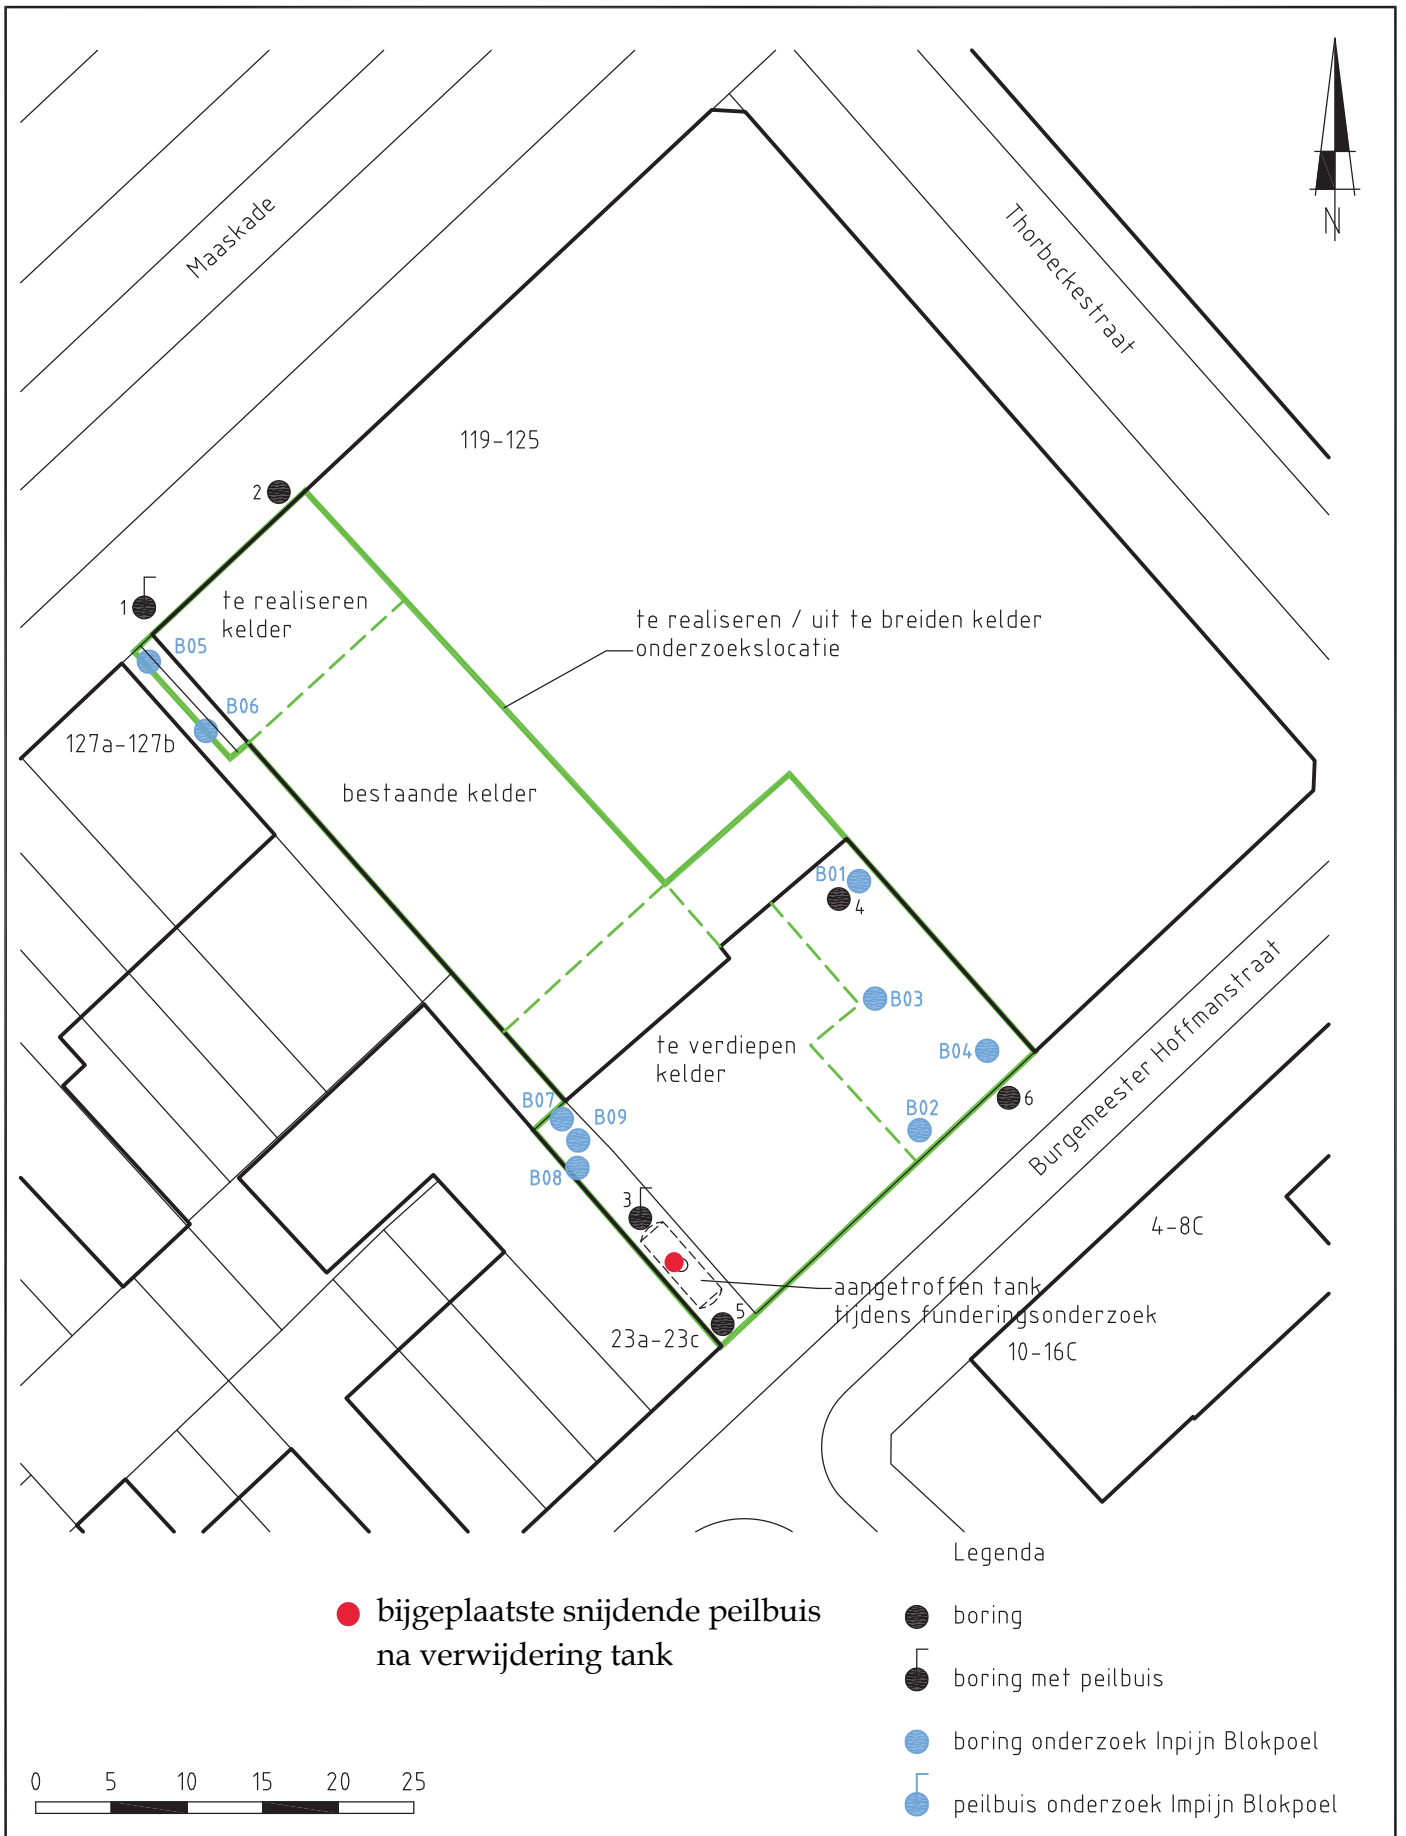 Maaskade
Thorbeckestraat
N
119-125
2
1
te realiseren
kelder
te realiseren / uit te breiden kelder
onderzoekslocatie
B05
B06
127a-127b
bestaande kelder
B01
4
B03
B04
te verdiepen
kelder
6
B02
Burgemeester Hoffmanstraat
B07
B09
B08
3
4-8C
aangetroffen tank
tijdens funderingsonderzoek
5
23a-23c
10-16C
Legenda
bijgeplaatste snijdende peilbuis
na verwijdering tank
boring
boring met peilbuis
boring onderzoek Inpijn Blokpoel
peilbuis onderzoek Impijn Blokpoel
0 5 10 15 20 25